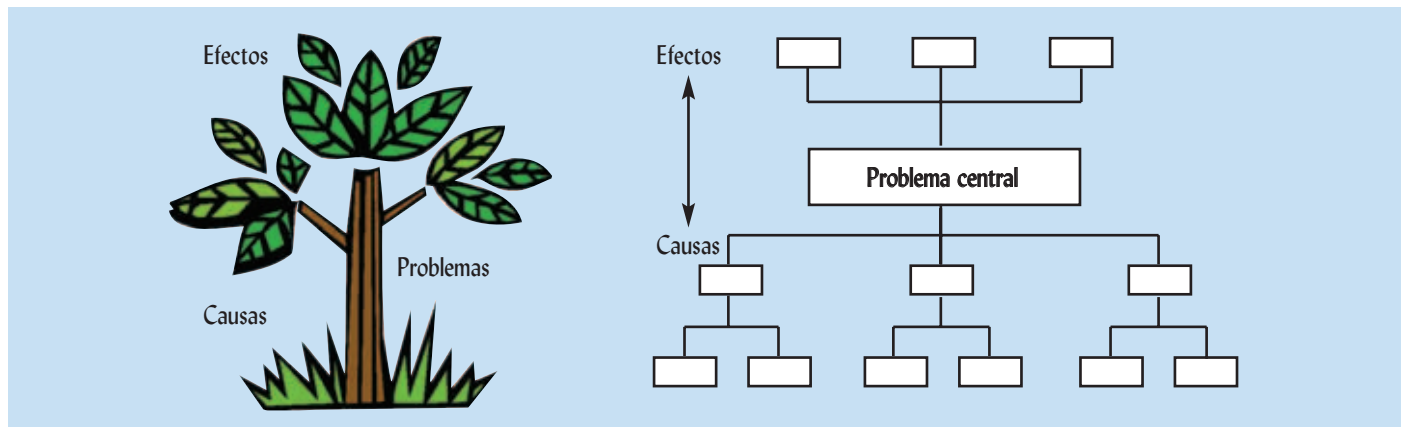 Efectos
Problemas
Causas
Efectos
Problema central
Causas